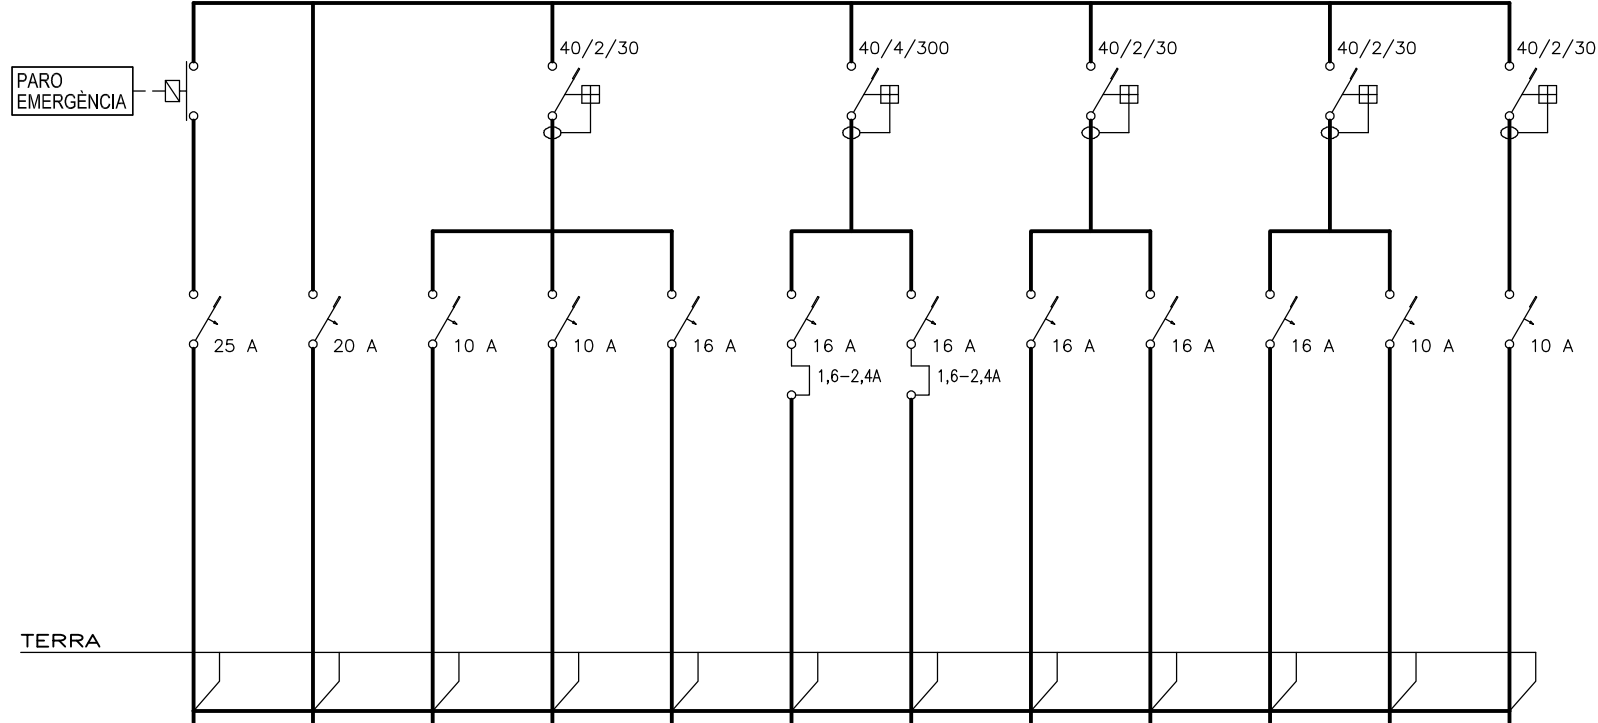 40/2/30
40/4/300
40/2/30
40/2/30
40/2/30
PARO
EMERGÈNCIA
25 A
20 A
10 A
10 A
16 A
16 A
16 A
16 A
16 A
16 A
10 A
10 A
1,6-2,4A
1,6-2,4A
TERRA